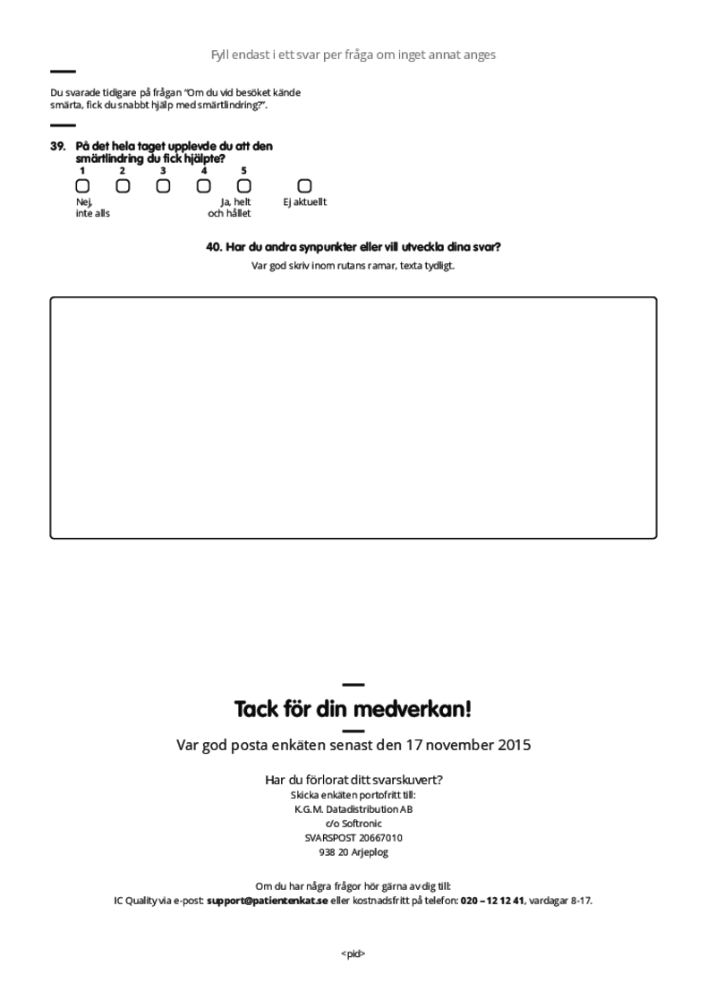 Fyll endast i ett svar per fråga om inget annat anges
Du svarade tidigare på frågan "Om du vid besöket kände
smärta, fick du snabbt hjälp med smärtlindring?".
39. På det hela taget upplevde du att den
smärtlindring du fick hjälpte?
1 2 3 4 5
Nej, Ja, helt Ej aktuellt
inte alls och hållet
40. Har du andra synpunkter eller vill utveckla dina svar?
Var god skriv inom rutans ramar, texta tydligt.
Tack för din medverkan!
Var god posta enkäten senast den 17 november 2015
Har du förlorat ditt svarskuvert?
Skicka enkäten portofritt till:
K.G.M. Datadistribution AB
c/o Softronic
SVARSPOST 20667010
938 20 Arjeplog
Om du har några frågor hör gärna av dig till:
IC Quality via e-post: support@patientenkat.se eller kostnadsfritt på telefon: 020 – 12 12 41, vardagar 8-17.
<pid>